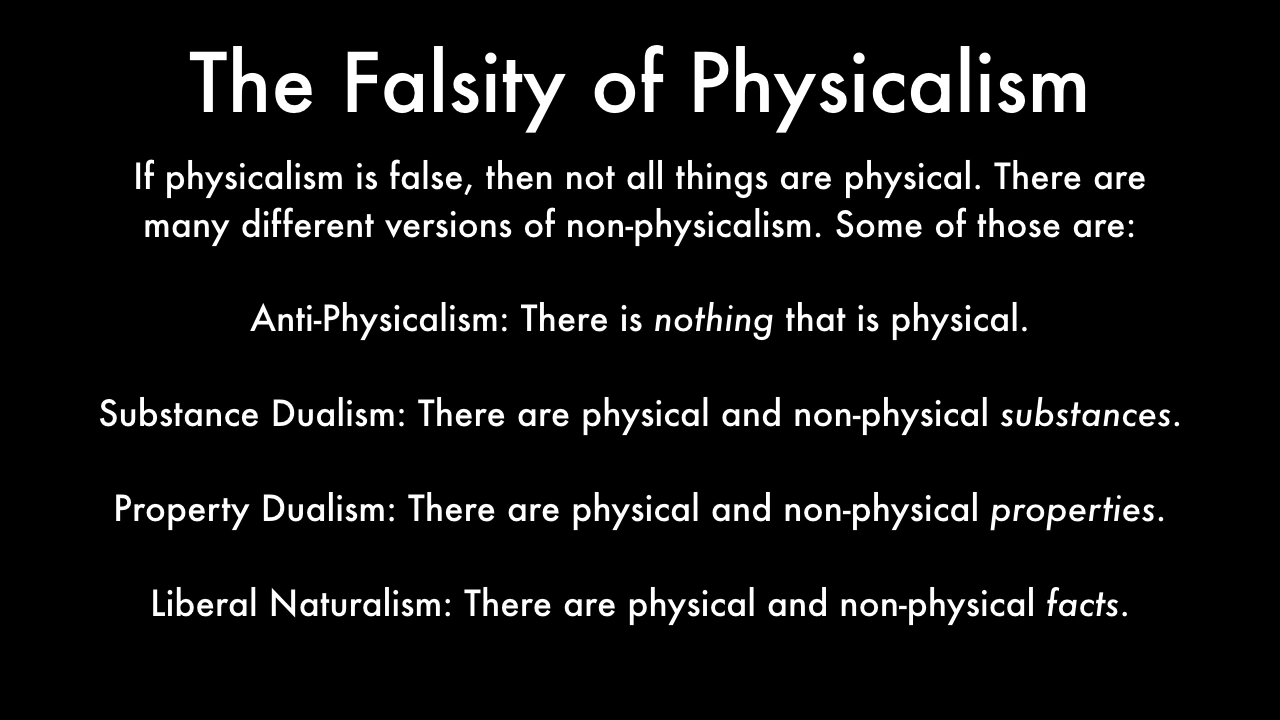 The Falsity of Physicalism
If physicalism is false, then not all things are physical. There are
many different versions of non-physicalism. Some of those are:
Anti-Physicalism: There is nothing that is physical.
Substance Dualism: There are physical and non-physical substances.
Property Dualism: There are physical and non-physical properties.
Liberal Naturalism: There are physical and non-physical facts.